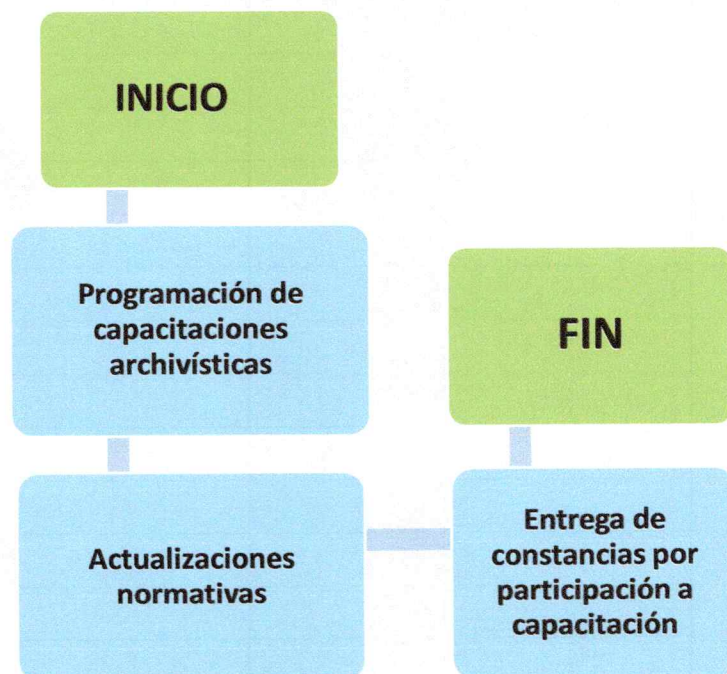 INICIO
Programación de
capacitaciones
archivísticas
Actualizaciones
normativas
Entrega de
constancias por
participación a
capacitación
FIN